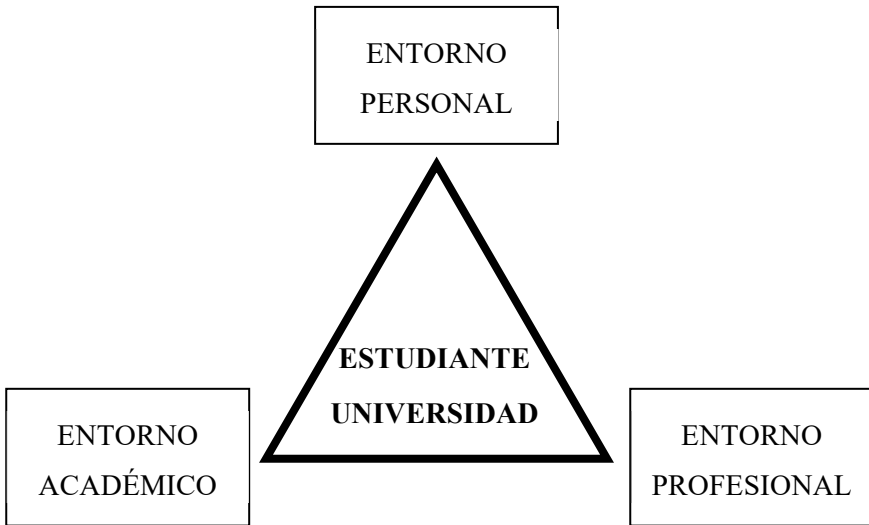 ENTORNO
PERSONAL
ESTUDIANTE
UNIVERSIDAD
ENTORNO
ACADÉMICO
ENTORNO
PROFESIONAL